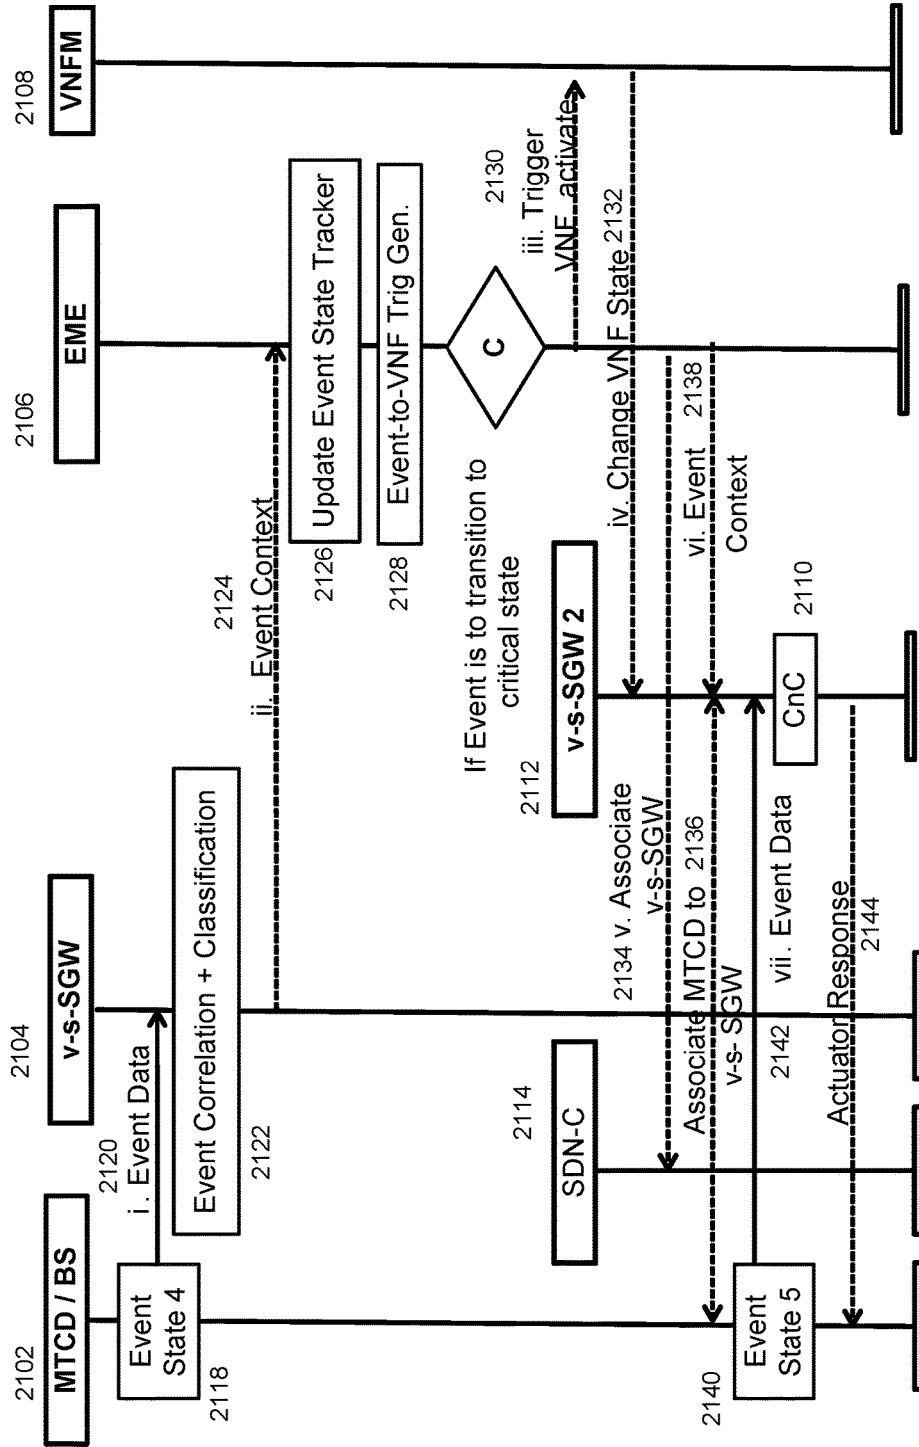 2102
MTCD / BS
2104
v-s-SGW
2106
EME
2108
VNFM
Event
State 4
2118
2120
i. Event Data
Event Correlation + Classification
2122
2124
ii. Event Context
Update Event State Tracker
2126
Event-to-VNF Trig Gen.
2128
C
If Event is to transition to
critical state
2130
iii. Trigger
VNF activate
2114
SDN-C
2112
v-s-SGW 2
iv. Change VNF State
2132
2134 v. Associate
v-s-SGW
Associate MTCD to 2136
v-s- SGW
vi. Event 2138
Context
Event
State 5
2140
2142
vii. Event Data
CnC
2110
Actuator Response
2144